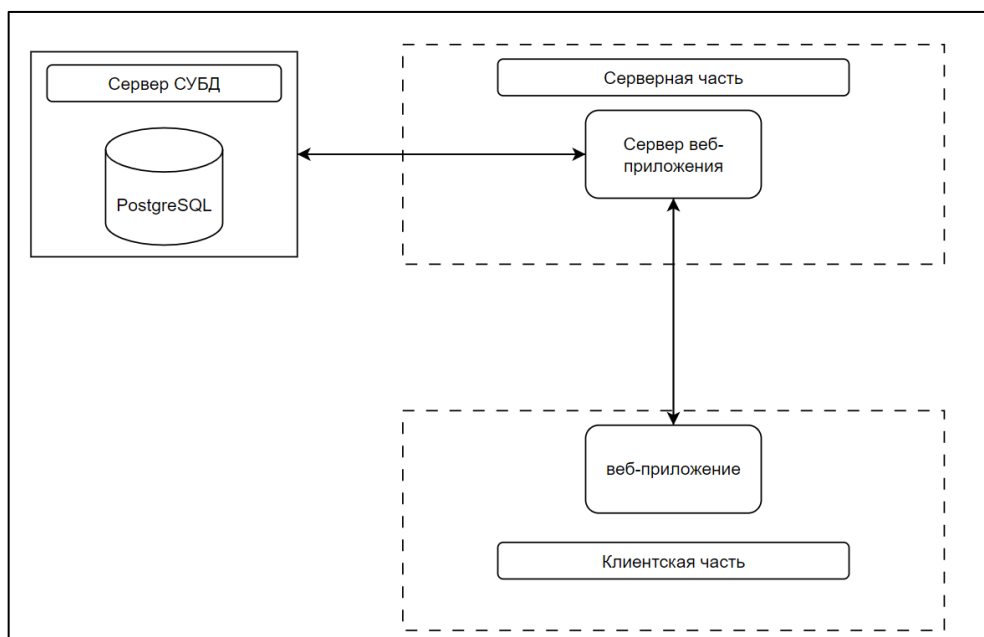 Сервер СУБД
PostgreSQL
Серверная часть
Сервер веб-
приложения
веб-приложение
Клиентская часть